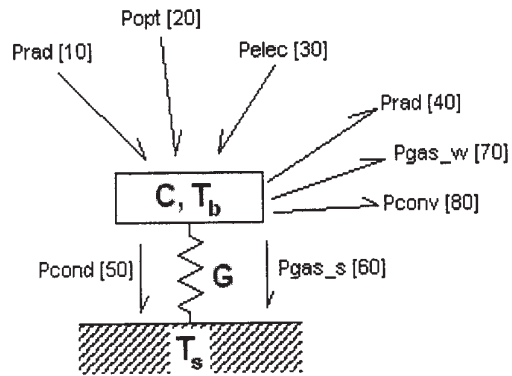 Popt [20]
Prad [10]
Pelec [30]
Prad [40]
Pgas_w [70]
C, Tb
Pconv [80]
Pcond [50]
G
Pgas_s [60]
Ts